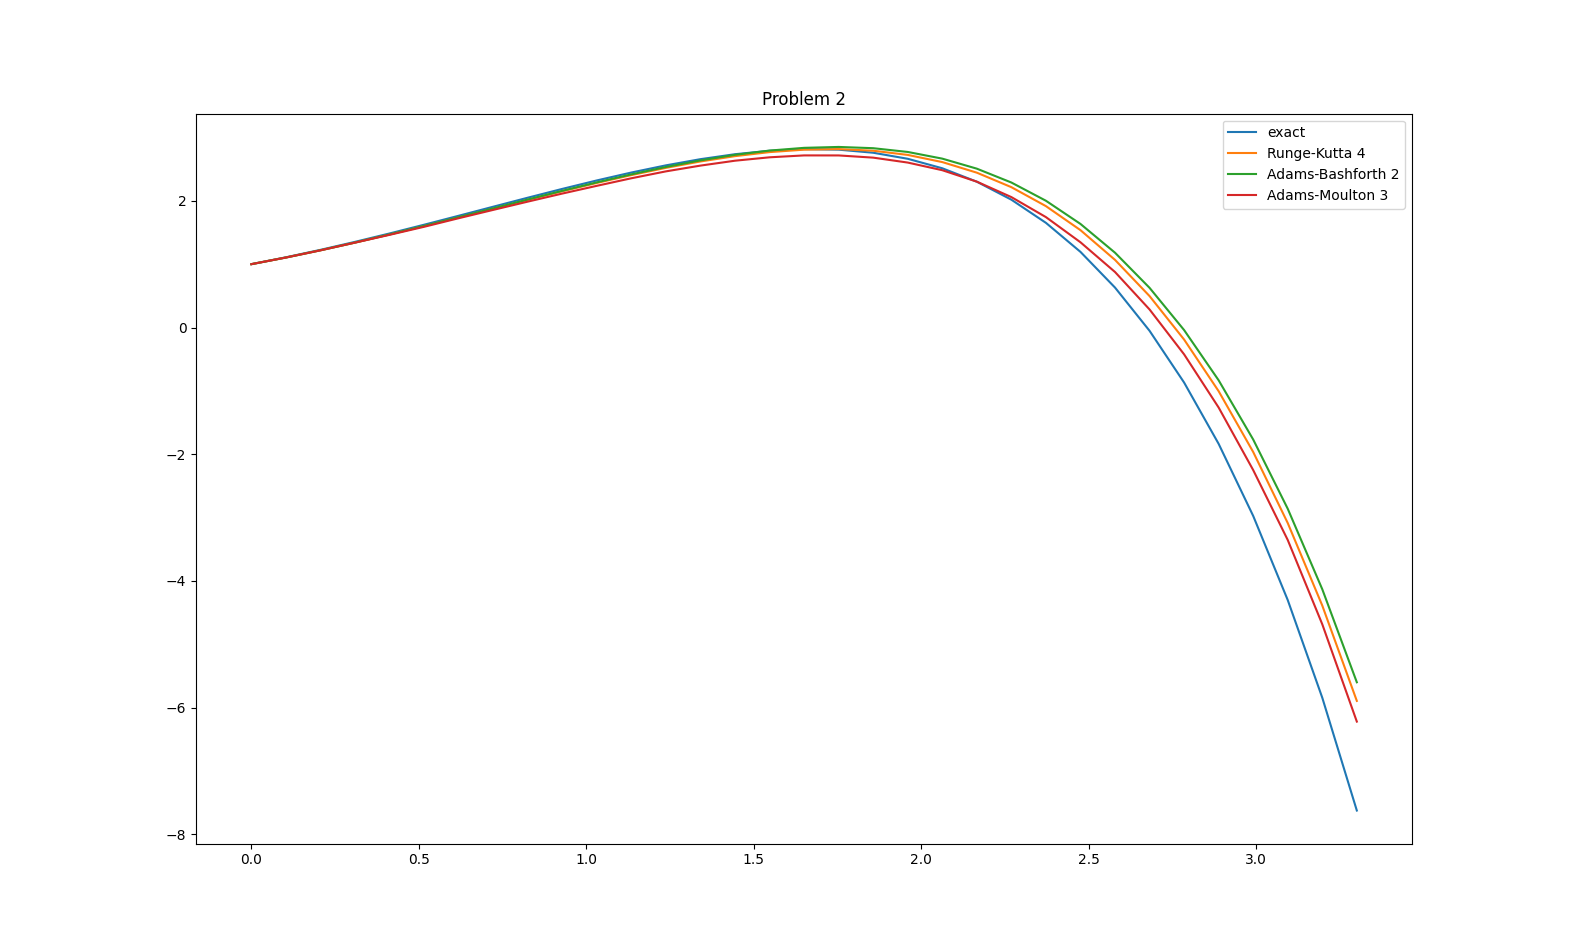 Problem 2
exact
Runge-Kutta 4
Adams-Bashforth 2
Adams-Moulton 3
2
0
−2
−4
−6
−8
0.0 0.5 1.0 1.5 2.0 2.5 3.0